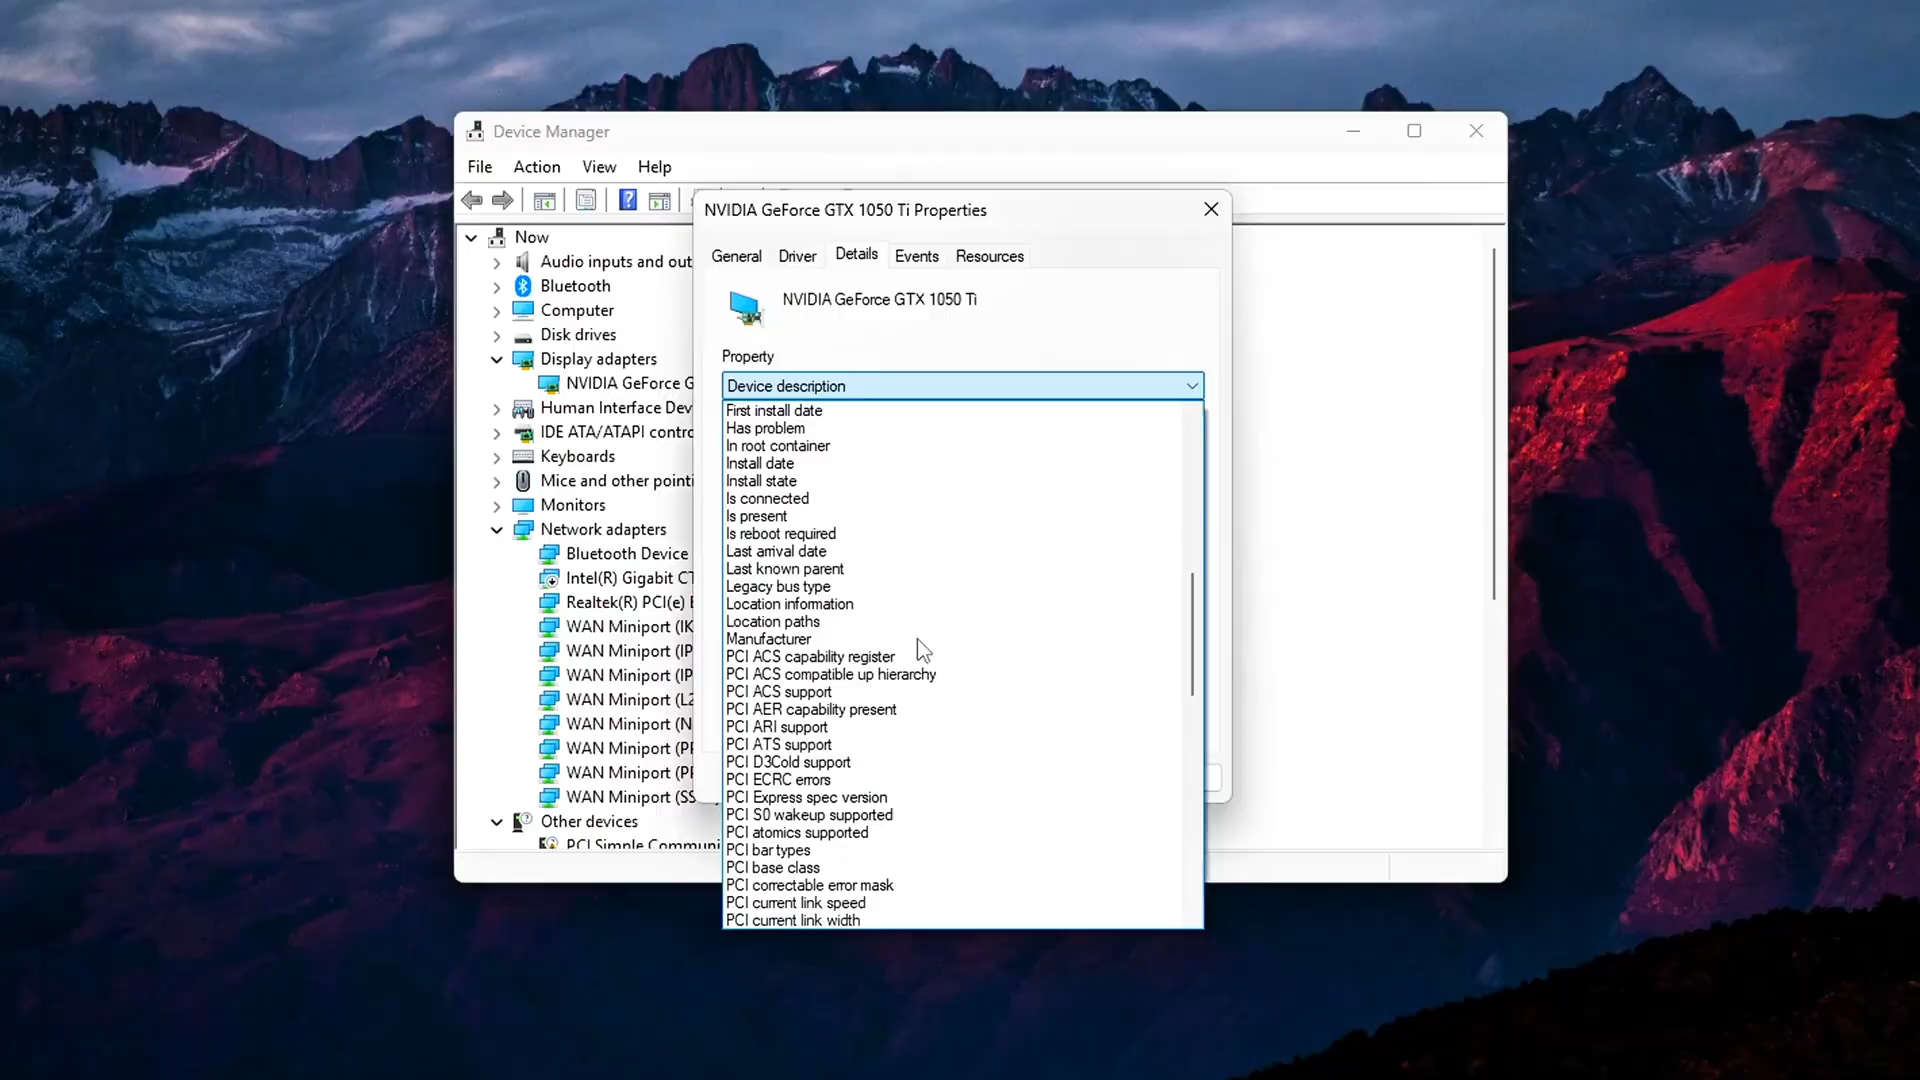 Device Manager
File Action View Help
NVIDIA GeForce GTX 1050 Ti Properties
Now
Audio inputs and out
Bluetooth
Computer
Disk drives
Display adapters
NVIDIA GeForce G
Human Interface Dev
IDE ATA/ATAPI contro
Keyboards
Mice and other pointi
Monitors
Network adapters
Bluetooth Device
Intel(R) Gigabit CT
Realtek(R) PCI(e)
WAN Miniport (IK
WAN Miniport (IP
WAN Miniport (IP
WAN Miniport (L2
WAN Miniport (N
WAN Miniport (PP
WAN Miniport (PP
WAN Miniport (SS
Other devices
PCI Simple Commun
General Driver Details Events Resources
NVIDIA GeForce GTX 1050 Ti
Property
Device description
First install date
Has problem
In root container
Install date
Install state
Is connected
Is present
Is reboot required
Last arrival date
Last known parent
Legacy bus type
Location information
Location paths
Manufacturer
PCI ACS capability register
PCI ACS compatible up hierarchy
PCI ACS support
PCI AER capability present
PCI ARI support
PCI ATS support
PCI D3Cold support
PCI ECRC errors
PCI Express spec version
PCI S0 wakeup supported
PCI atomics supported
PCI bar types
PCI base class
PCI correctable error mask
PCI current link speed
PCI current link width